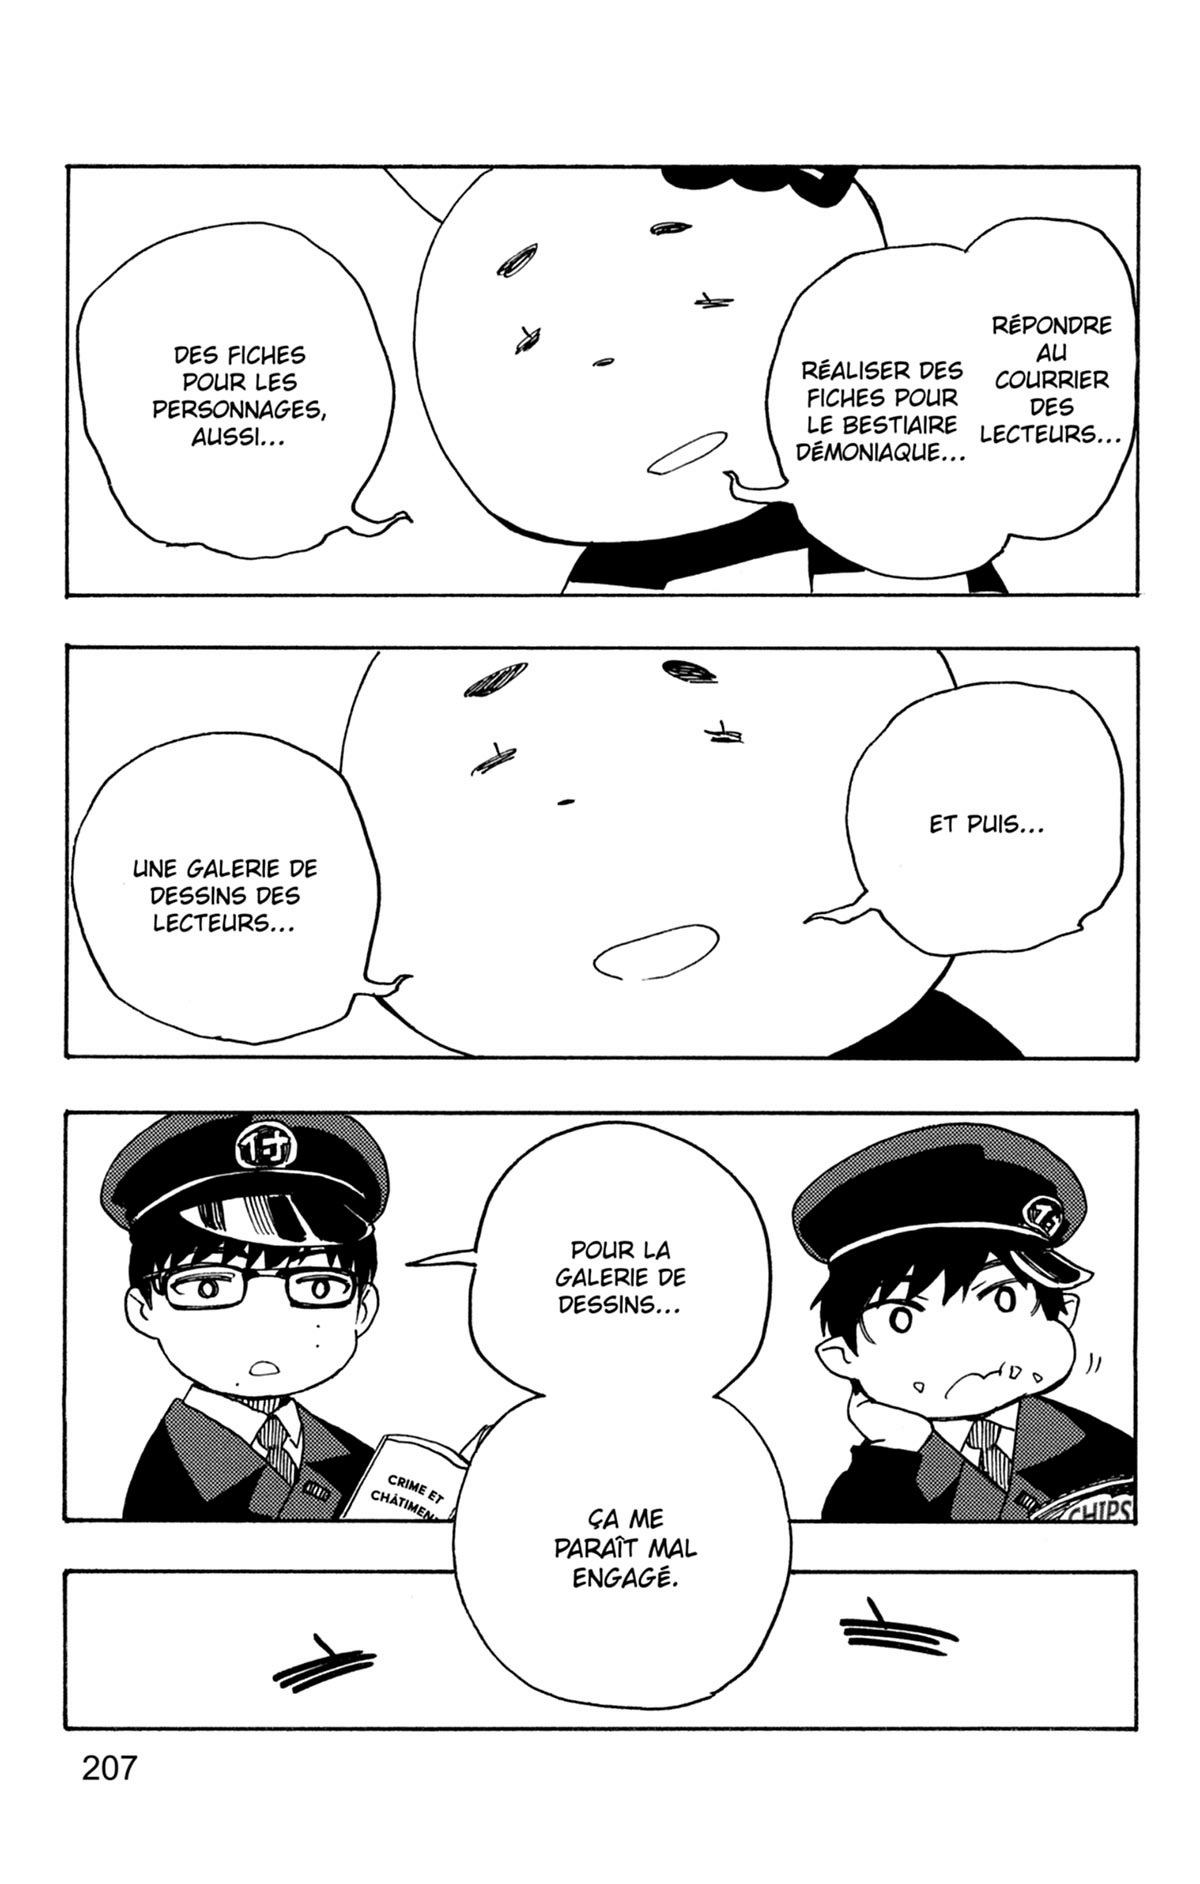 RÉPONDRE
AU
COURRIER
DES
LECTEURS...
RÉALISER DES
FICHES POUR
LE BESTIAIRE
DÉMONIAQUE...
DES FICHES
POUR LES
PERSONNAGES,
AUSSI...
ET PUIS...
UNE GALERIE DE
DESSINS DES
LECTEURS...
POUR LA
GALERIE DE
DESSINS...
CRIME ET
CHÂTIMENT
CHIPS
ÇA ME
PARAÎT MAL
ENGAGÉ.
207